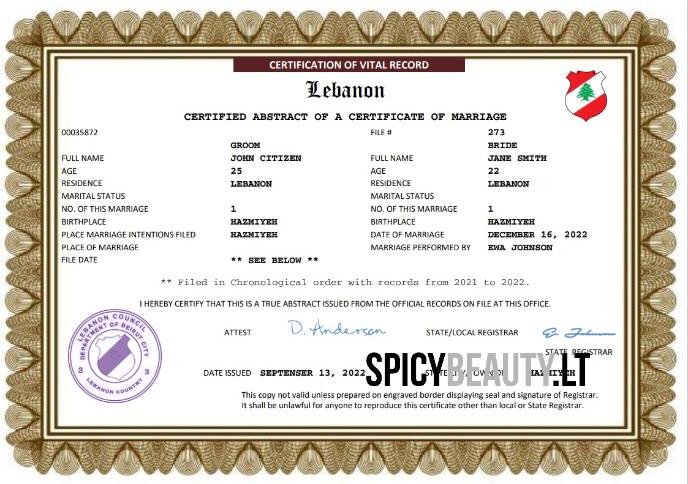 CERTIFICATION OF VITAL RECORD
Lebanon
CERTIFIED ABSTRACT OF A CERTIFICATE OF MARRIAGE
00035872 FILE # 273
GROOM BRIDE
FULL NAME JOHN CITIZEN FULL NAME JANE SMITH
AGE 25 AGE 22
RESIDENCE LEBANON RESIDENCE LEBANON
MARITAL STATUS MARITAL STATUS
NO. OF THIS MARRIAGE 1 NO. OF THIS MARRIAGE 1
BIRTHPLACE HAZMIYEH BIRTHPLACE HAZMIYEH
PLACE MARRIAGE INTENTIONS FILED HAZMIYEH DATE OF MARRIAGE DECEMBER 16, 2022
PLACE OF MARRIAGE MARRIAGE PERFORMED BY EWA JOHNSON
FILE DATE ** SEE BELOW **
** Filed in Chronological order with records from 2021 to 2022.
I HEREBY CERTIFY THAT THIS IS A TRUE ABSTRACT ISSUED FROM THE OFFICIAL RECORDS ON FILE AT THIS OFFICE.
LEBANON COUNCIL
DEPARTMENT OF BEIRUT CITY
3 3
LEBANON COUNTRY
ATTEST D. Anderson STATE/LOCAL REGISTRAR
STATE REGISTRAR
DATE ISSUED SEPTENSER 13, 2022 HAZMIYEH
SPICYBEAUTY.LT
This copy not valid unless prepared on engraved border displaying seal and signature of Registrar.
It shall be unlawful for anyone to reproduce this certificate other than local or State Registrar.